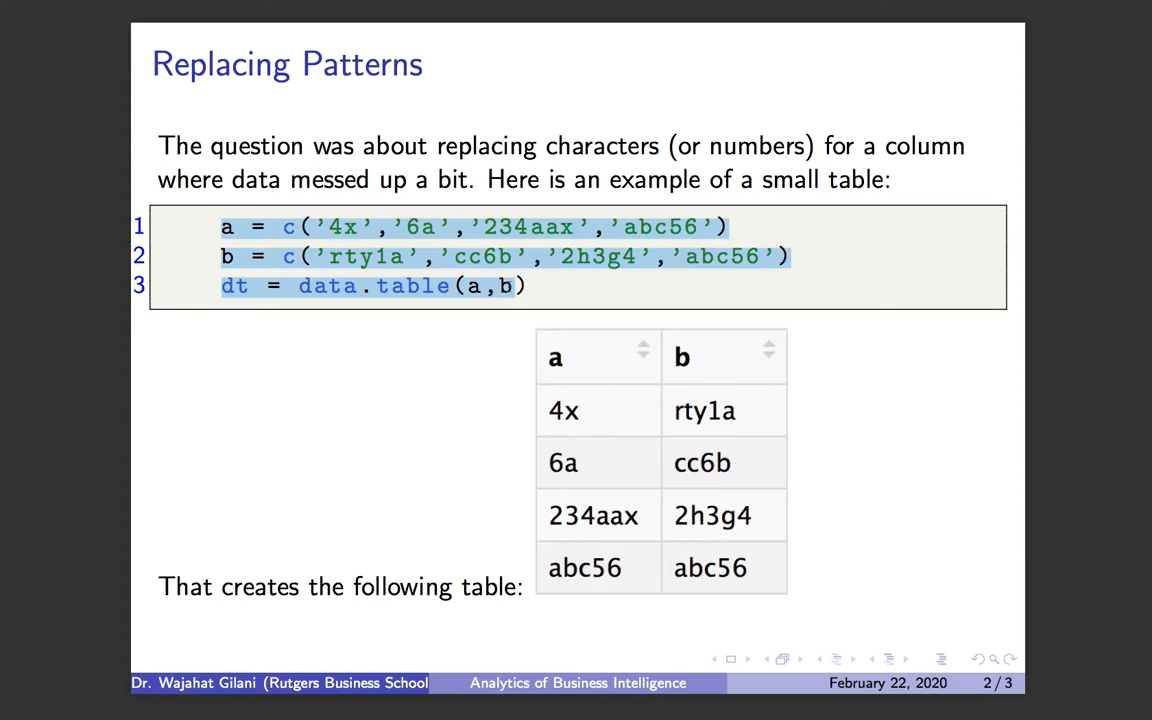 Replacing Patterns
The question was about replacing characters (or numbers) for a column
where data messed up a bit. Here is an example of a small table:
1 a = c('4x','6a','234aax','abc56')
2 b = c('rty1a','cc6b','2h3g4','abc56')
3 dt = data.table(a,b)
a b
4x rty1a
6a cc6b
234aax 2h3g4
abc56 abc56
That creates the following table:
Dr. Wajahat Gilani (Rutgers Business School Analytics of Business Intelligence February 22, 2020 2 / 3